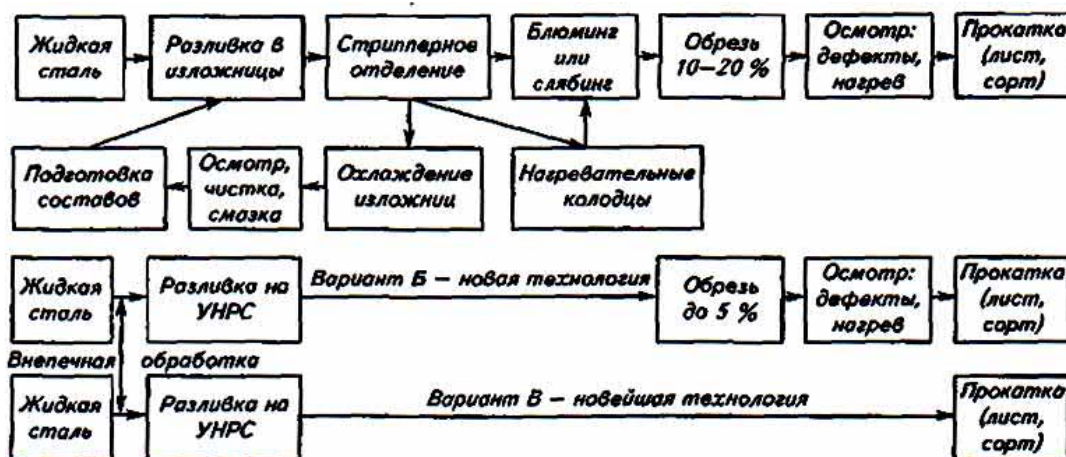 Жидкая
сталь
Разливка в
изложницы
Стрипперное
отделение
Блюминг
или
слябинг
Обрезь
10–20 %
Осмотр:
дефекты,
нагрев
Прокатка
(лист,
сорт)
Подготовка
составов
Осмотр,
чистка,
смазка
Охлаждение
изложниц
Нагревательные
колодцы
Жидкая
сталь
Разливка на
УНРС
Вариант Б – новая технология
Обрезь
до 5 %
Осмотр:
дефекты,
нагрев
Прокатка
(лист,
сорт)
Внепечная обработка
Жидкая
сталь
Разливка на
УНРС
Вариант В – новейшая технология
Прокатка
(лист,
сорт)